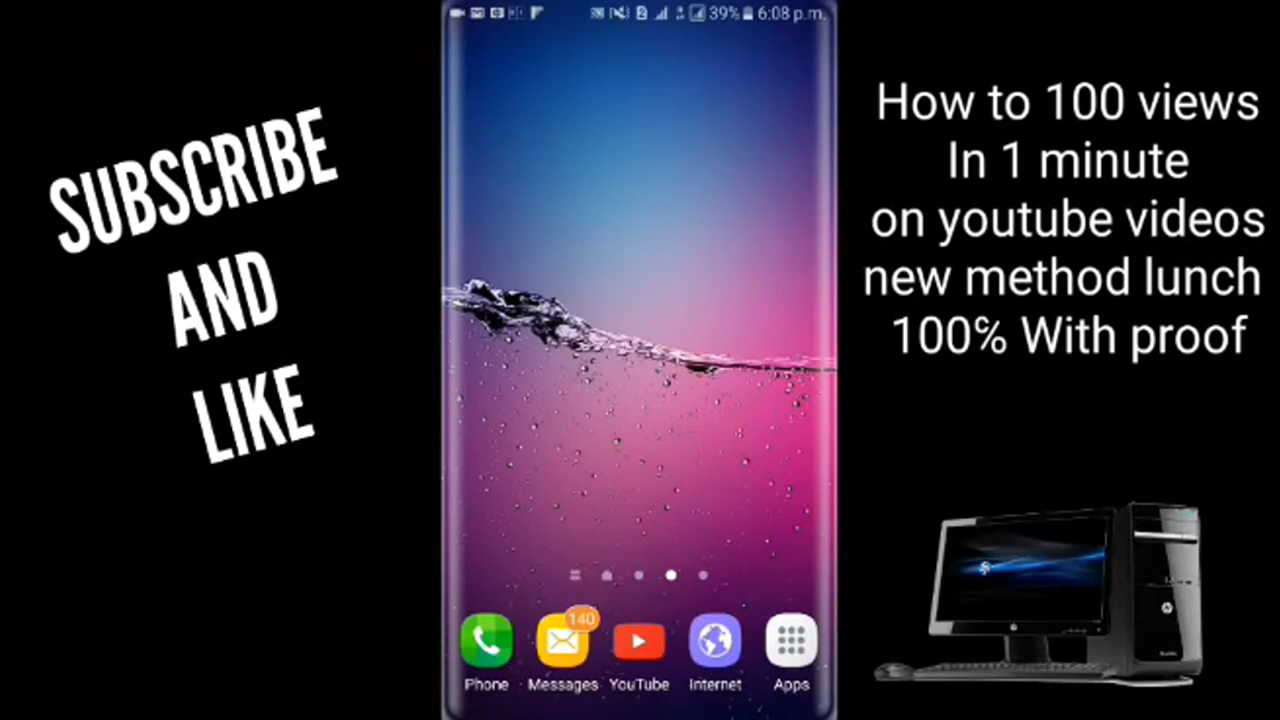 39% 6:08 p.m.
SUBSCRIBE
AND
LIKE
How to 100 views
In 1 minute
on youtube videos
new method lunch
100% With proof
140
Phone Messages YouTube Internet Apps